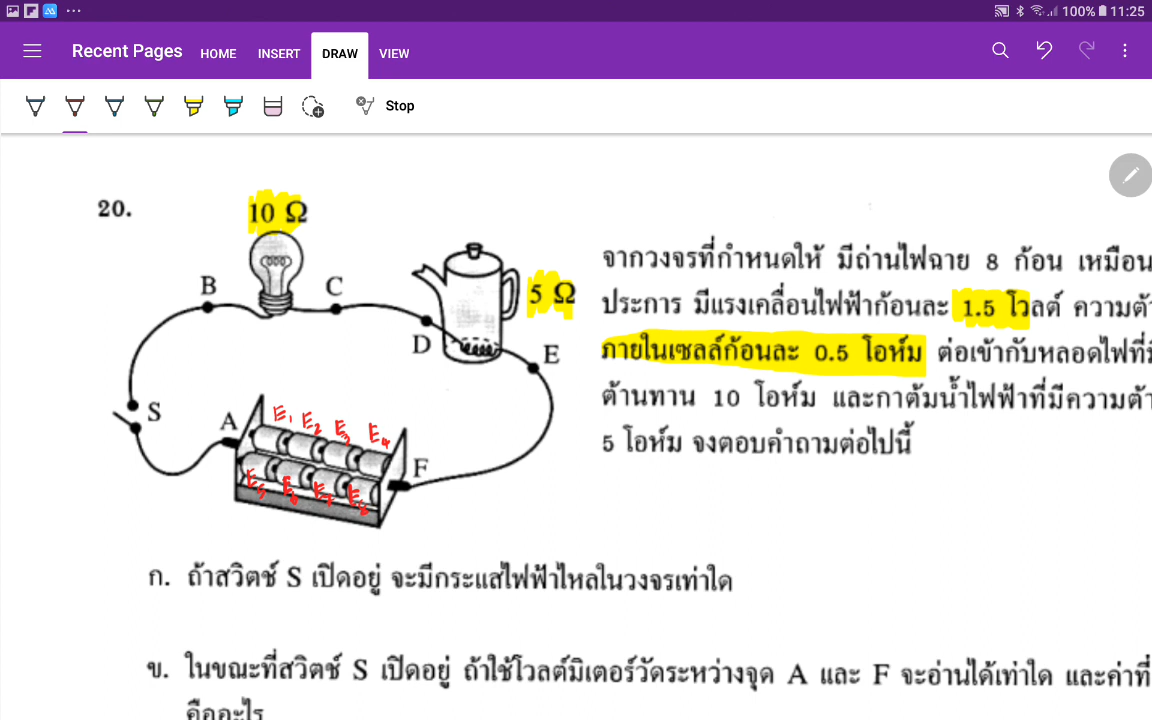 100% 11:25
Recent Pages HOME INSERT DRAW VIEW
Stop
20.
10 Ω
B
C
5 Ω
D
E
S
A
F
E₁ E₂ E₃ E₄
E₅ E₆ E₇ E₈
จากวงจรที่กำหนดให้ มีถ่านไฟฉาย 8 ก้อน เหมือน
ประการ มีแรงเคลื่อนไฟฟ้าก้อนละ 1.5 โวลต์ ความต้า
ภายในเซลล์ก้อนละ 0.5 โอห์ม ต่อเข้ากับหลอดไฟที่มี
ต้านทาน 10 โอห์ม และกาต้มน้ำไฟฟ้าที่มีความต้า
5 โอห์ม จงตอบคำถามต่อไปนี้
ก. ถ้าสวิตช์ S เปิดอยู่ จะมีกระแสไฟฟ้าไหลในวงจรเท่าใด
ข. ในขณะที่สวิตช์ S เปิดอยู่ ถ้าใช้โวลต์มิเตอร์วัดระหว่างจุด A และ F จะอ่านได้เท่าใด และค่าที่
คืออะไร